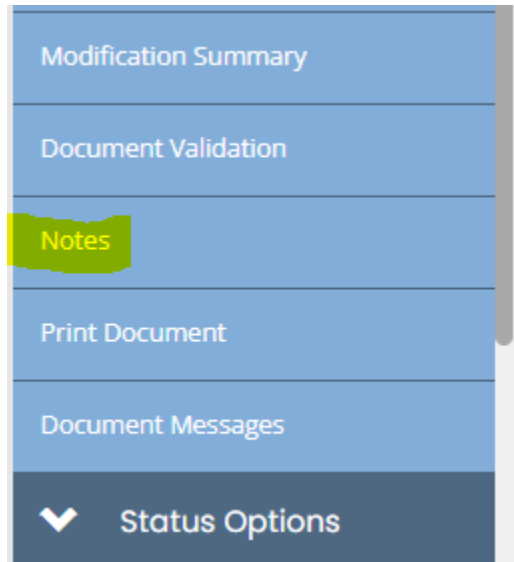 Modification Summary
Document Validation
Notes
Print Document
Document Messages
Status Options